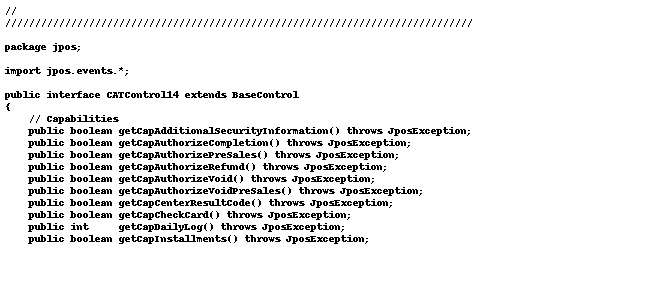 //
//////////////////////////////////////////////////////////////////////////////
package jpos;
import jpos.events.*;
public interface CATControl14 extends BaseControl
{
// Capabilities
public boolean getCapAdditionalSecurityInformation() throws JposException;
public boolean getCapAuthorizeCompletion() throws JposException;
public boolean getCapAuthorizePreSales() throws JposException;
public boolean getCapAuthorizeRefund() throws JposException;
public boolean getCapAuthorizeVoid() throws JposException;
public boolean getCapAuthorizeVoidPreSales() throws JposException;
public boolean getCapCenterResultCode() throws JposException;
public boolean getCapCheckCard() throws JposException;
public int     getCapDailyLog() throws JposException;
public boolean getCapInstallments() throws JposException;